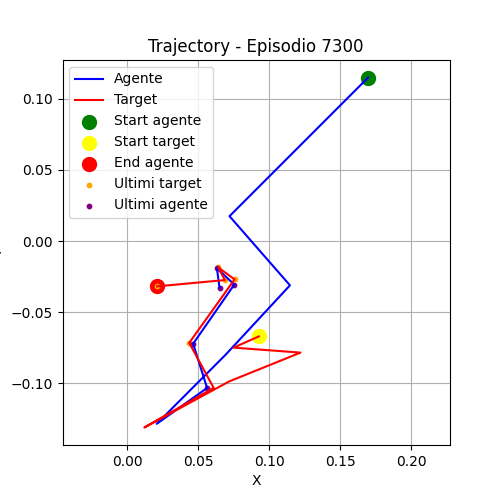 Trajectory - Episodio 7300
Agente
Target
Start agente
Start target
End agente
Ultimi target
Ultimi agente
0.10
0.05
0.00
−0.05
−0.10
0.00
0.05
0.10
0.15
0.20
X